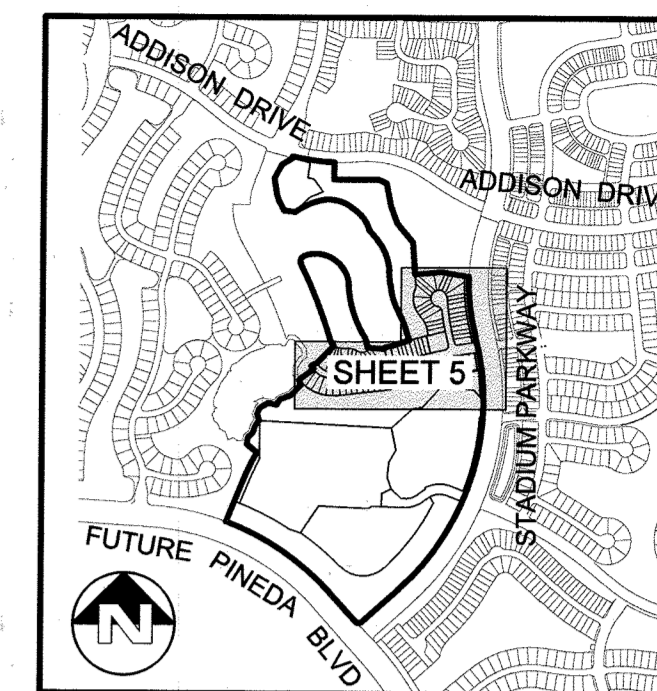 ADDISON DRIVE
ADDISON DRIV
STADIUM PARKWAY
SHEET 5
FUTURE PINEDA BLVD
N